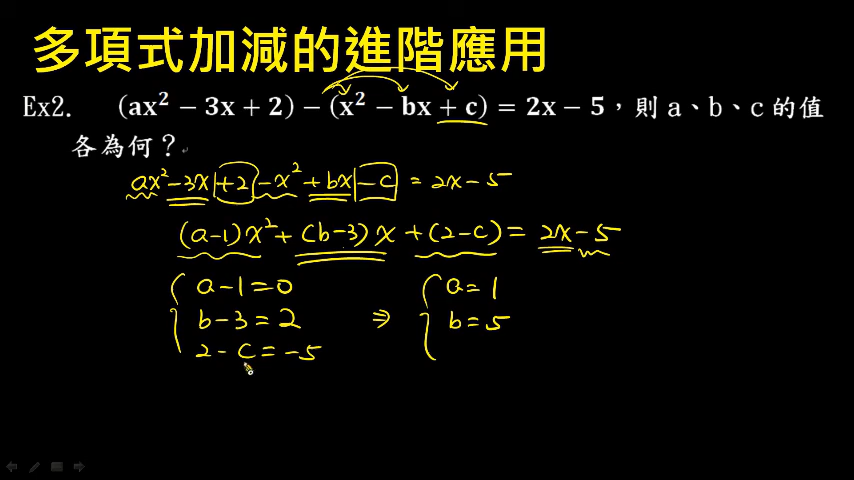 多項式加減的進階應用
Ex2. (ax² − 3x + 2) − (x² − bx + c) = 2x − 5，則 a、b、c 的值
各為何？
ax² −3x +2 −x² +bx −c = 2x −5
(a−1)x² + (b−3)x + (2−c) = 2x −5
a−1=0
b−3=2
2−c=−5
⇒
a=1
b=5